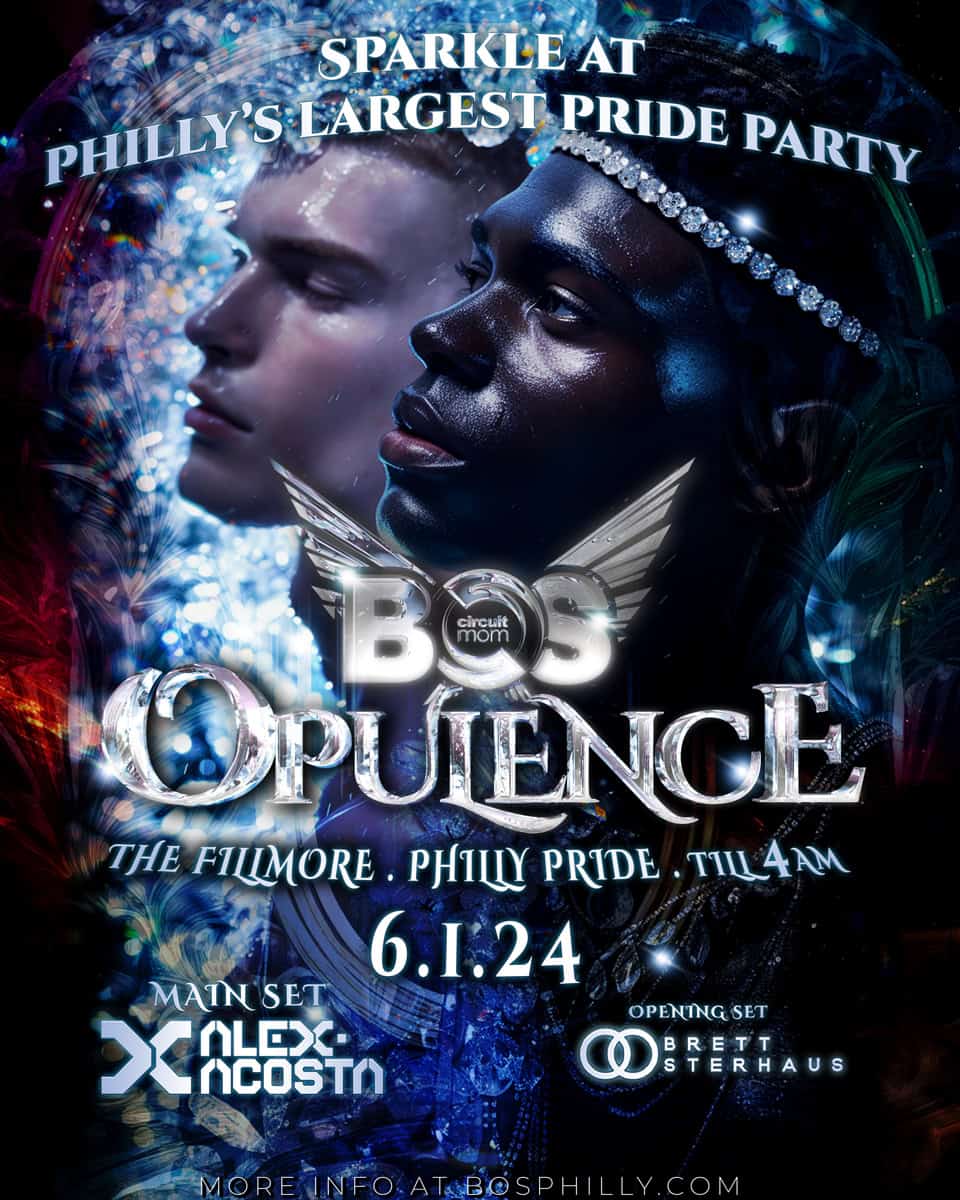 SPARKLE AT
PHILLY'S LARGEST PRIDE PARTY
BOS
circuit
mom
OPULENCE
THE FILLMORE . PHILLY PRIDE . TILL 4AM
6.1.24
MAIN SET
ALEX
ACOSTA
OPENING SET
BRETT
OSTERHAUS
MORE INFO AT BOSPHILLY.COM